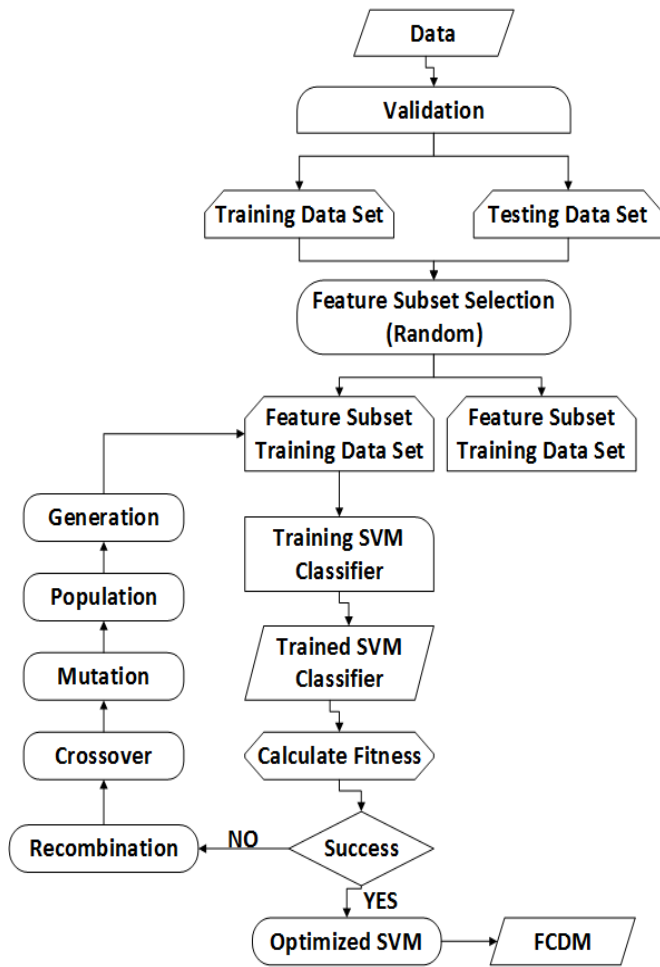 Data
Validation
Training Data Set
Testing Data Set
Feature Subset Selection
(Random)
Feature Subset
Training Data Set
Feature Subset
Training Data Set
Generation
Training SVM
Classifier
Population
Trained SVM
Classifier
Mutation
Crossover
Calculate Fitness
Recombination
NO
Success
YES
Optimized SVM
FCDM